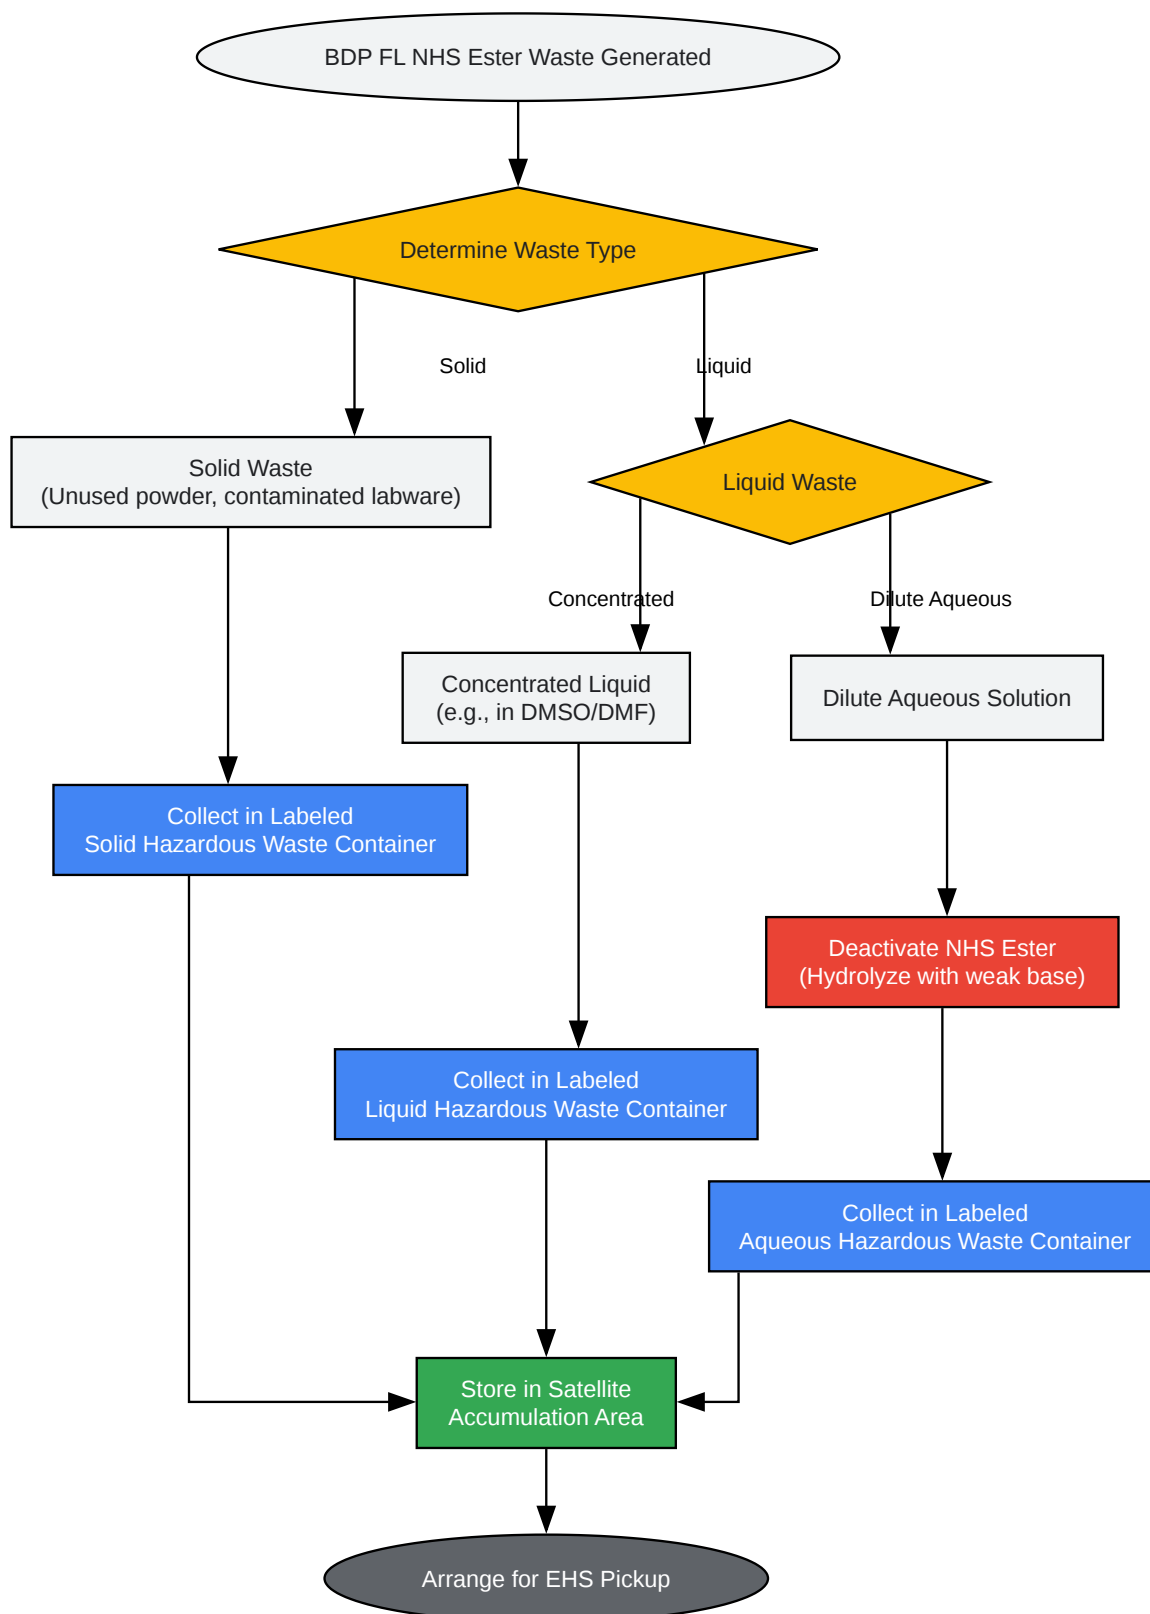 BDP FL NHS Ester Waste Generated
Determine Waste Type
Solid
Liquid
Solid Waste
(Unused powder, contaminated labware)
Liquid Waste
Concentrated
Dilute Aqueous
Concentrated Liquid
(e.g., in DMSO/DMF)
Dilute Aqueous Solution
Collect in Labeled
Solid Hazardous Waste Container
Deactivate NHS Ester
(Hydrolyze with weak base)
Collect in Labeled
Liquid Hazardous Waste Container
Collect in Labeled
Aqueous Hazardous Waste Container
Store in Satellite
Accumulation Area
Arrange for EHS Pickup